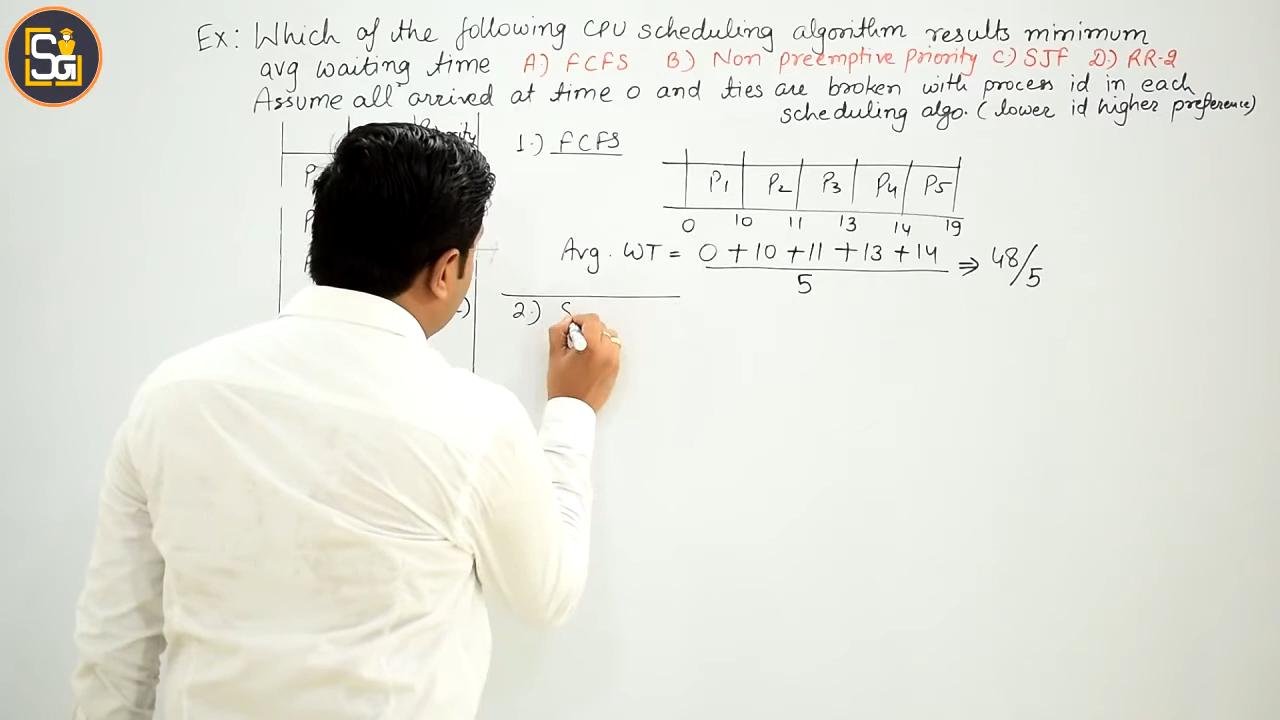 SG
Ex: Which of the following CPU scheduling algorithm results minimum
avg waiting time A) FCFS B) Non preemptive Priority C) SJF D) RR-2
Assume all arrived at time 0 and ties are broken with process id in each
scheduling algo. (lower id higher preference)
1.) FCFS
P1 P2 P3 P4 P5
0 10 11 13 14 19
Avg. WT = 0 + 10 + 11 + 13 + 14 ⇒ 48/5
5
2.) S